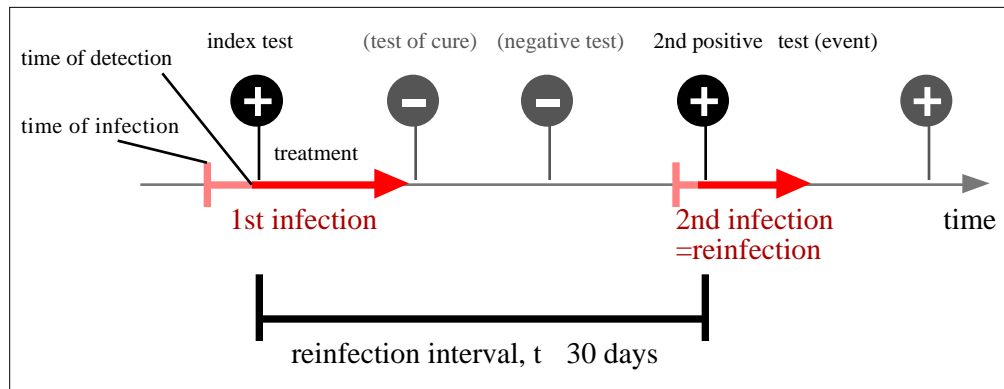 index test
(test of cure)
(negative test)
2nd positive test (event)
time of detection
time of infection
treatment
1st infection
2nd infection
=reinfection
time
reinfection interval, t 30 days